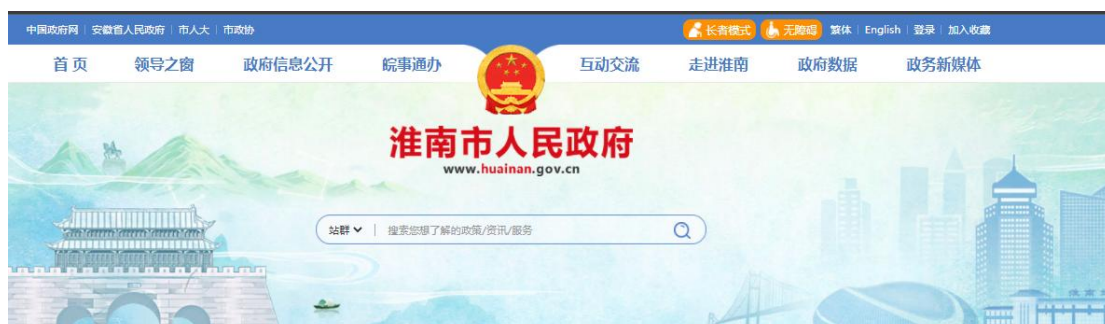 中国政府网 | 安徽省人民政府 | 市人大 | 市政协 长者模式 无障碍 繁体 | English | 登录 | 加入收藏
首页 领导之窗 政府信息公开 皖事通办 互动交流 走进淮南 政府数据 政务新媒体
淮南市人民政府
www.huainan.gov.cn
站群 | 搜索您想了解的政策/资讯/服务